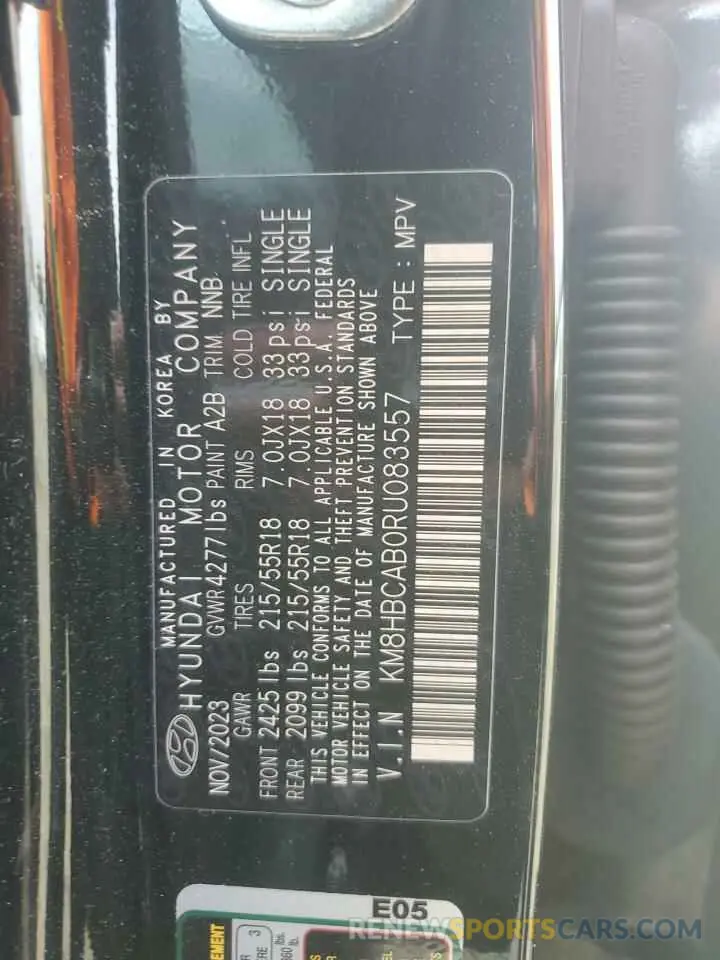 MANUFACTURED IN KOREA BY
HYUNDAI MOTOR COMPANY
NOV/2023 GVWR 4277lbs PAINT A2B TRIM NNB
GAWR TIRES RMS COLD TIRE INFL.
FRONT 2425 lbs 215/55R18 7.0JX18 33psi SINGLE
REAR 2099 lbs 215/55R18 7.0JX18 33psi SINGLE
THIS VEHICLE CONFORMS TO ALL APPLICABLE U.S.A. FEDERAL
MOTOR VEHICLE SAFETY AND THEFT PREVENTION STANDARDS
IN EFFECT ON THE DATE OF MANUFACTURE SHOWN ABOVE
V.I.N KM8HBCAB0RU083557 TYPE : MPV
E05
RENEWSPORTSCARS.COM